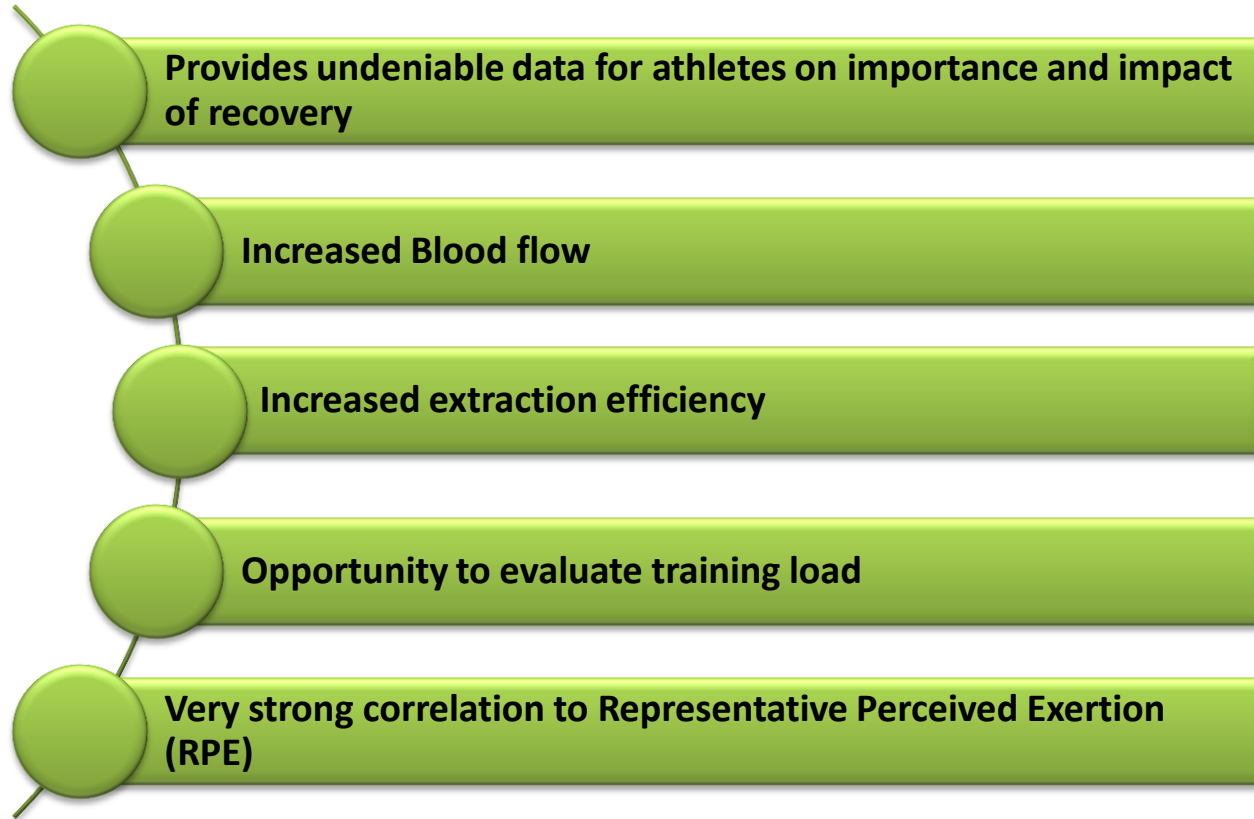 Provides undeniable data for athletes on importance and impact
of recovery
Increased Blood flow
Increased extraction efficiency
Opportunity to evaluate training load
Very strong correlation to Representative Perceived Exertion
(RPE)